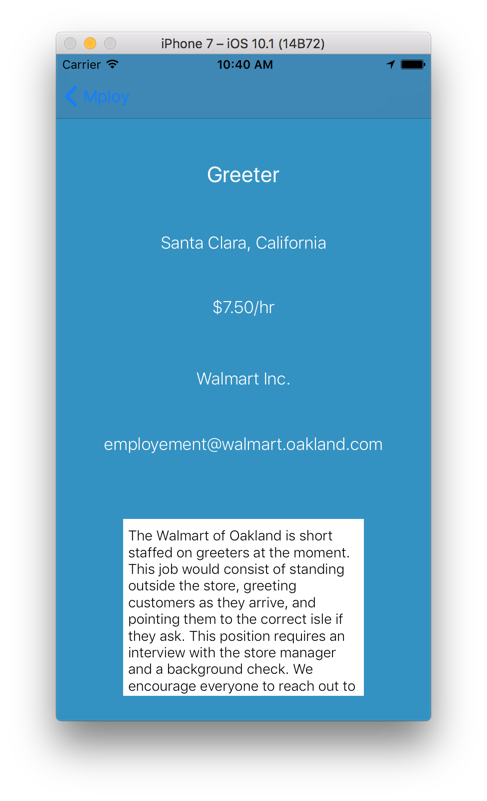 iPhone 7 – iOS 10.1 (14B72)
Carrier 10:40 AM
Mploy
Greeter
Santa Clara, California
$7.50/hr
Walmart Inc.
employement@walmart.oakland.com
The Walmart of Oakland is short
staffed on greeters at the moment.
This job would consist of standing
outside the store, greeting
customers as they arrive, and
pointing them to the correct isle if
they ask. This position requires an
interview with the store manager
and a background check. We
encourage everyone to reach out to